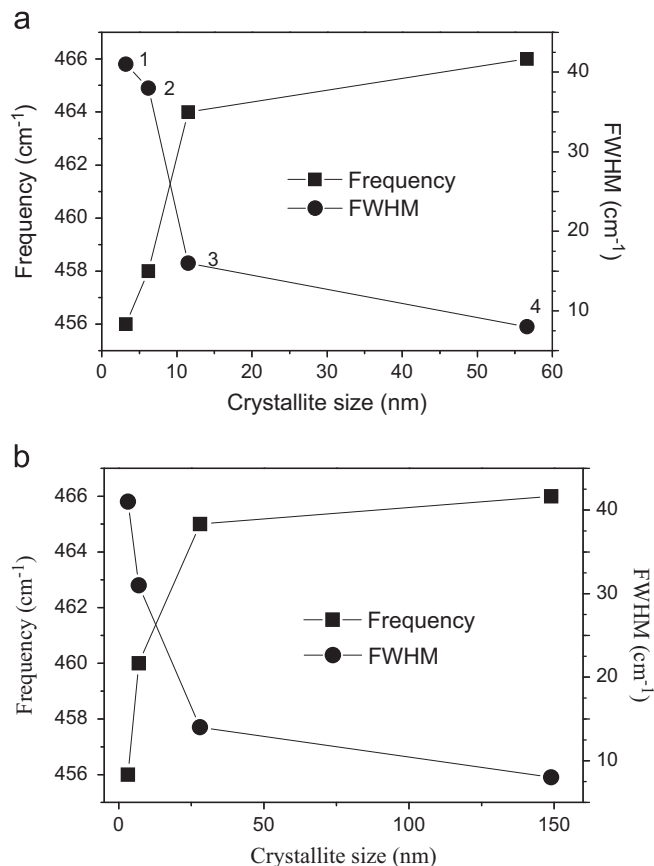 a
466
464
462
460
458
456
Frequency (cm-1)
1
2
3
4
Frequency
FWHM
40
30
20
10
FWHM (cm-1)
0 10 20 30 40 50 60
Crystallite size (nm)
b
466
464
462
460
458
456
Frequency (cm-1)
Frequency
FWHM
40
30
20
10
FWHM (cm-1)
0 50 100 150
Crystallite size (nm)